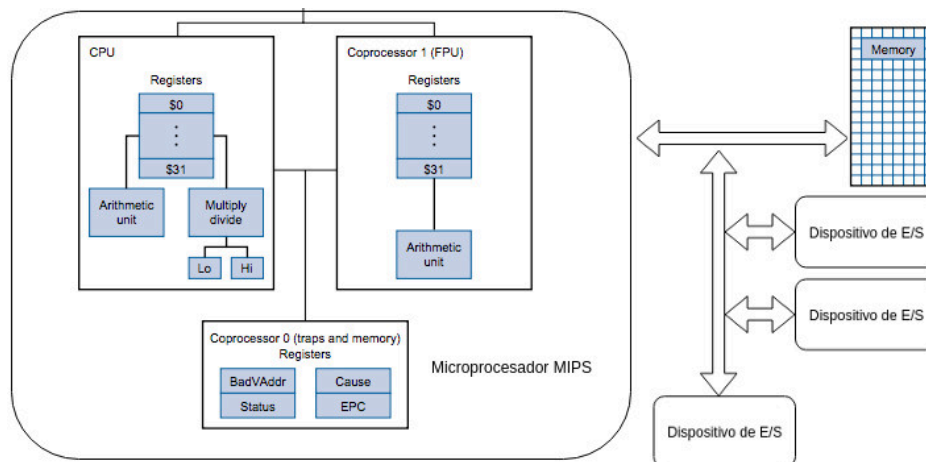 CPU
Registers
$0
$31
Arithmetic
unit
Multiply
divide
Lo
Hi
Coprocessor 1 (FPU)
Registers
$0
$31
Arithmetic
unit
Coprocessor 0 (traps and memory)
Registers
BadVAddr
Cause
Status
EPC
Microprocesador MIPS
Memory
Dispositivo de E/S
Dispositivo de E/S
Dispositivo de E/S